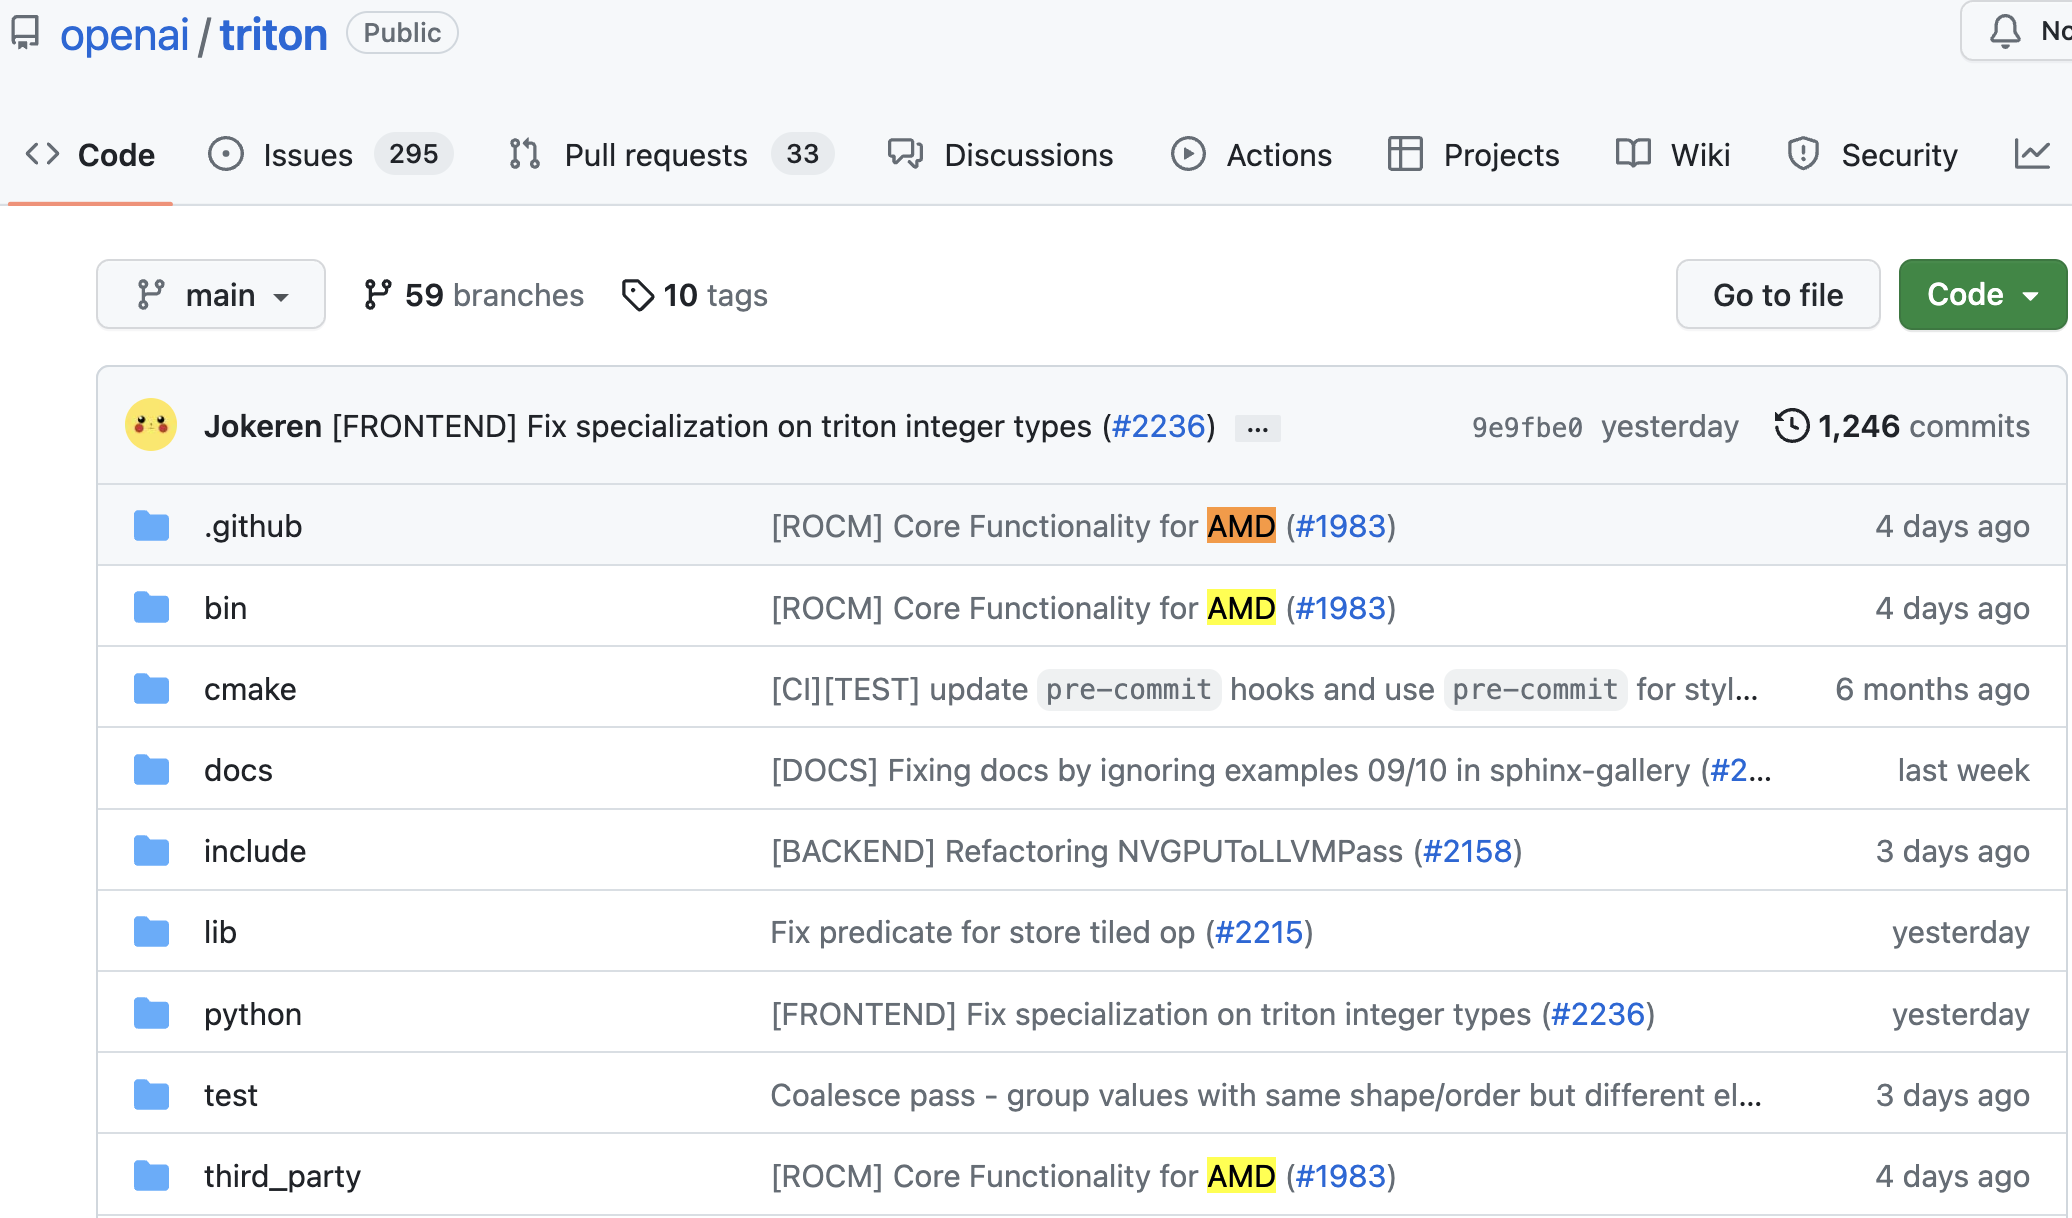 openai / triton Public No
Code Issues 295 Pull requests 33 Discussions Actions Projects Wiki Security
main 59 branches 10 tags Go to file Code
Jokeren [FRONTEND] Fix specialization on triton integer types (#2236) ... 9e9fbe0 yesterday 1,246 commits
.github [ROCM] Core Functionality for AMD (#1983) 4 days ago
bin [ROCM] Core Functionality for AMD (#1983) 4 days ago
cmake [CI][TEST] update pre-commit hooks and use pre-commit for styl... 6 months ago
docs [DOCS] Fixing docs by ignoring examples 09/10 in sphinx-gallery (#2... last week
include [BACKEND] Refactoring NVGPUToLLVMPass (#2158) 3 days ago
lib Fix predicate for store tiled op (#2215) yesterday
python [FRONTEND] Fix specialization on triton integer types (#2236) yesterday
test Coalesce pass - group values with same shape/order but different el... 3 days ago
third_party [ROCM] Core Functionality for AMD (#1983) 4 days ago